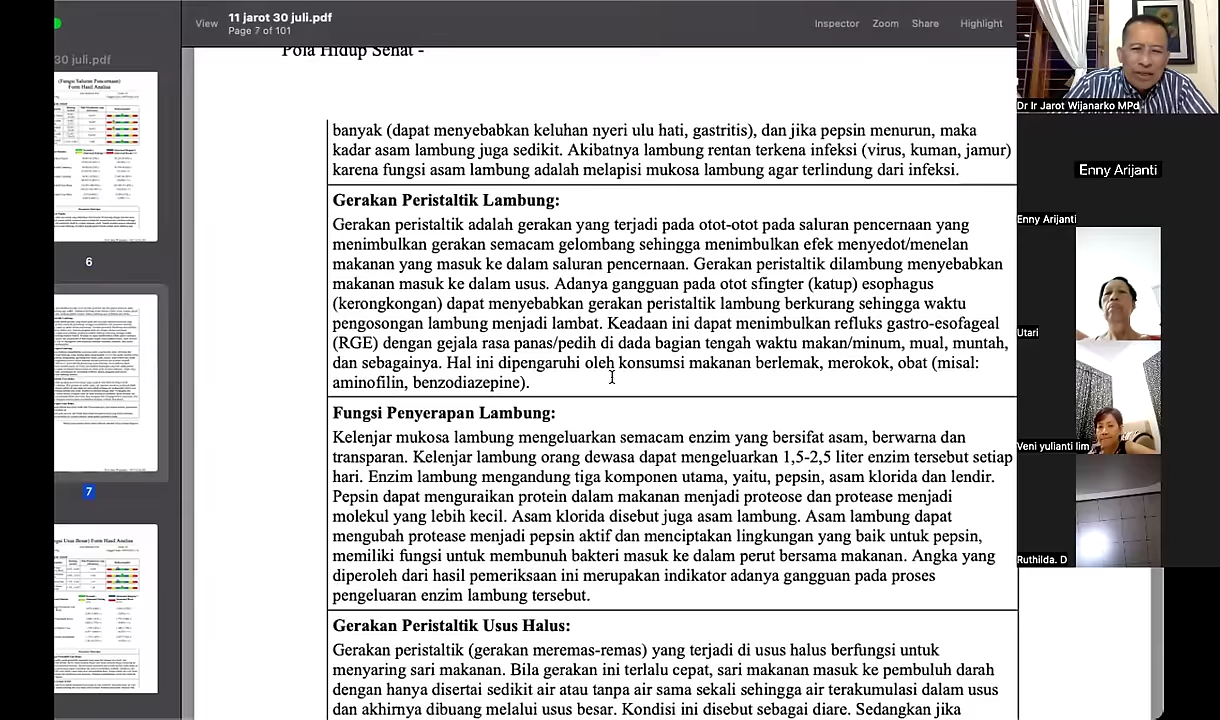 View
11 jarot 30 juli.pdf
Page 7 of 101
Inspector
Zoom
Share
Highlight
30 juli.pdf
(Fungsi Saluran Pencernaan)
Form Hasil Analisa
6
7
Pola Hidup Sehat -
banyak (dapat menyebabkan keluhan nyeri ulu hati, gastritis), dan jika pepsin menurun, maka
kadar asam lambung juga sedikit. Akibatnya lambung rentan terkena infeksi (virus, kuman, jamur)
karena fungsi asam lambung adalah melapisi mukosa lambung agar terlindung dari infeksi.
Gerakan Peristaltik Lambung:
Gerakan peristaltik adalah gerakan yang terjadi pada otot-otot pada saluran pencernaan yang
menimbulkan gerakan semacam gelombang sehingga menimbulkan efek menyedot/menelan
makanan yang masuk ke dalam saluran pencernaan. Gerakan peristaltik dilambung menyebabkan
makanan masuk ke dalam usus. Adanya gangguan pada otot sfingter (katup) esophagus
(kerongkonan) dapat menyebabkan gerakan peristaltik lambung berkurang sehingga waktu
pengosongan lambung menjadi lambat. Keadaan ini dapat menimbulkan refluks gastro-esofageal
(RGE) dengan gejala rasa panas/pedih di dada bagian tengah waktu makan/minum, mual, muntah,
dan sebaganya. Hal ini dipengaruhi oleh konsumsi makanan berlemak, merokok, obat (misal:
aminofilin, benzodiazepine).
Fungsi Penyerapan Lambung:
Kelenjar mukosa lambung mengeluarkan semacam enzim yang bersifat asam, berwarna dan
transparan. Kelenjar lambung orang dewasa dapat mengeluarkan 1,5-2,5 liter enzim tersebut setiap
hari. Enzim lambung mengandung tiga komponen utama, yaitu, pepsin, asam klorida dan lendir.
Pepsin dapat menguraikan protein dalam makanan menjadi proteose dan protease menjadi
molekul yang lebih kecil. Asam klorida disebut juga asam lambung. Asam lambung dapat
mengubah protease menjadi pepsin aktif dan menciptakan lingkungan yang baik untuk pepsin,
memiliki fungsi untuk membunuh bakteri masuk ke dalam perut bersama makanan. Angka yang
diperoleh dari hasil pemeriksaan ini merupakan indikator adanya gangguan pada proses
pengeluaran enzim lambung tersebut.
Gerakan Peristaltik Usus Halus:
Gerakan peristaltik (gerakan meremas-remas) yang terjadi di usus halus berfungsi untuk
menyaring sari makanan. Bila gerakan ini terlalu cepat, sari makanan masuk ke pembuluh darah
dengan hanya disertai sedikit air atau tanpa air sama sekali sehingga air terakumulasi dalam usus
dan akhirnya dibuang melalui usus besar. Kondisi ini disebut sebagai diare. Sedangkan jika
Dr Ir Jarot Wijanarko MPd
Enny Arijanti
Enny Arijanti
Utari
Veni yulianti lim
Ruthilda. D